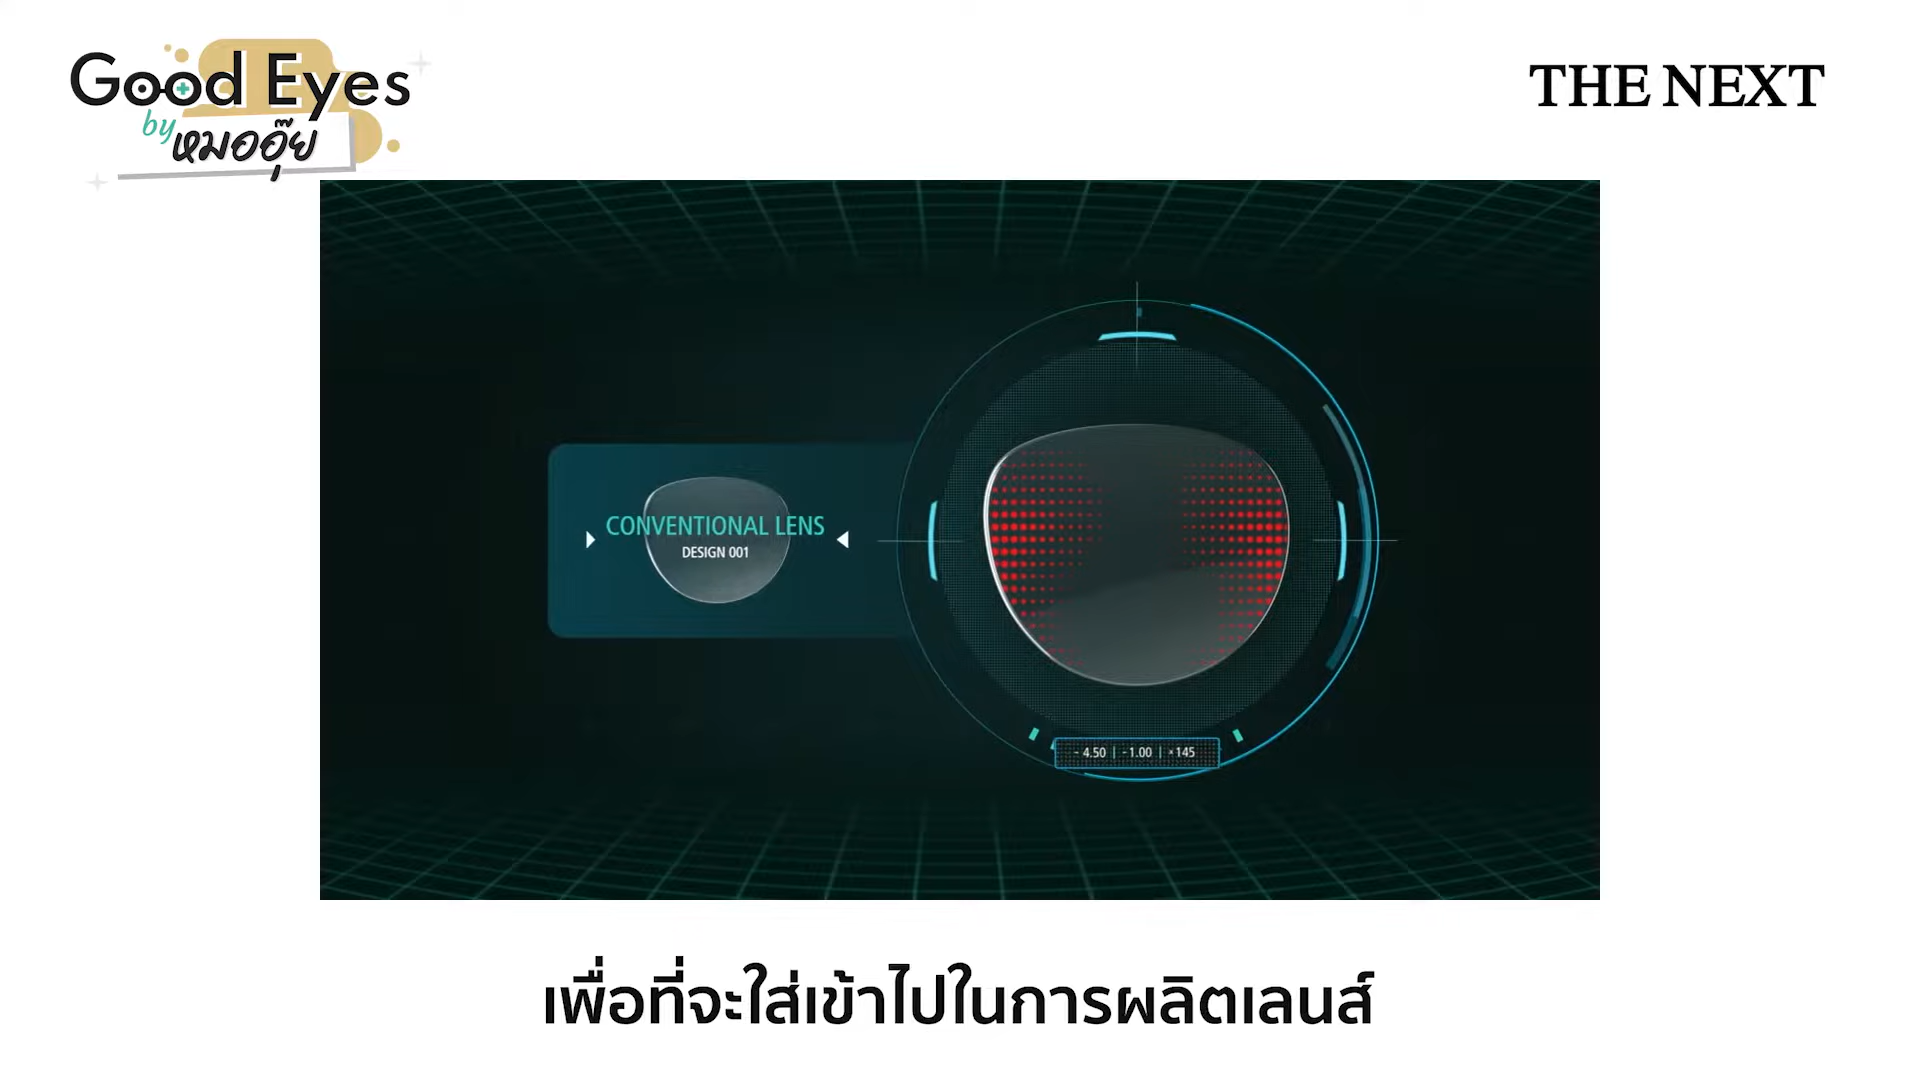 Good Eyes
by หมออุ๊ย
THE NEXT
CONVENTIONAL LENS
DESIGN 001
- 4.50 | - 1.00 | × 145
เพื่อที่จะใส่เข้าไปในการผลิตเลนส์